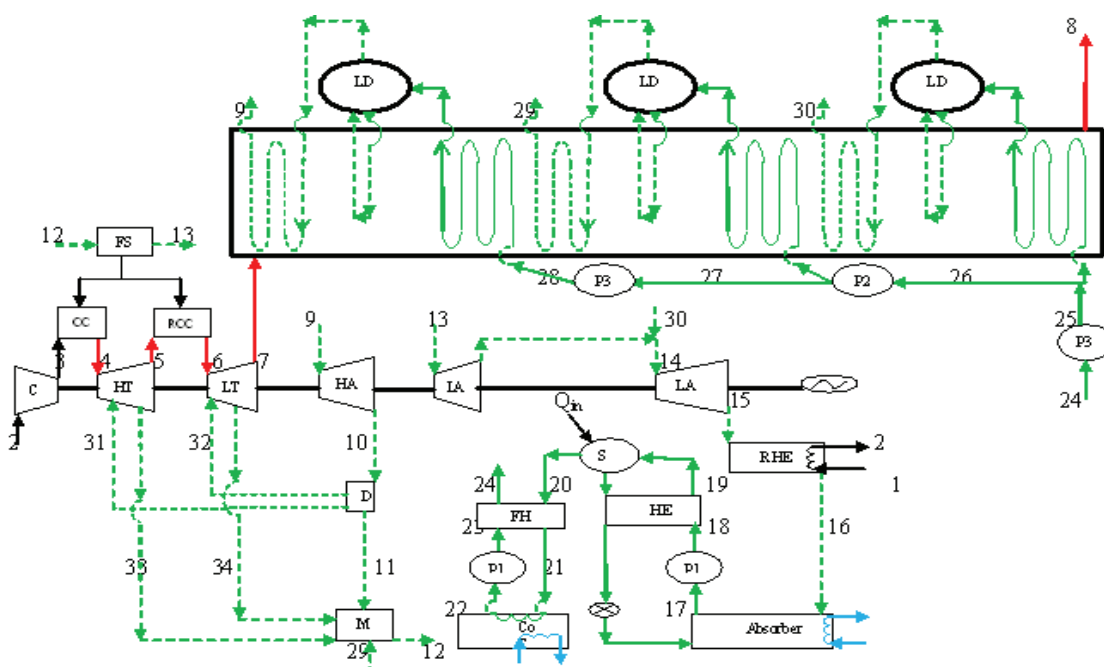 8
LD LD LD
9 29 30
12 FS 13
28 P3 27 P2 26
25
P3
24
CC RCC
9 13 30
3 4 5 6 7 14
C HT LT HA LA LA
2 31 32 10 15
Qin
S
RHE 2
1
24 20 19
D
FH HE
23 18
16
33 34 11 P1 21 P1
22 17
M Co Absorber
29 12